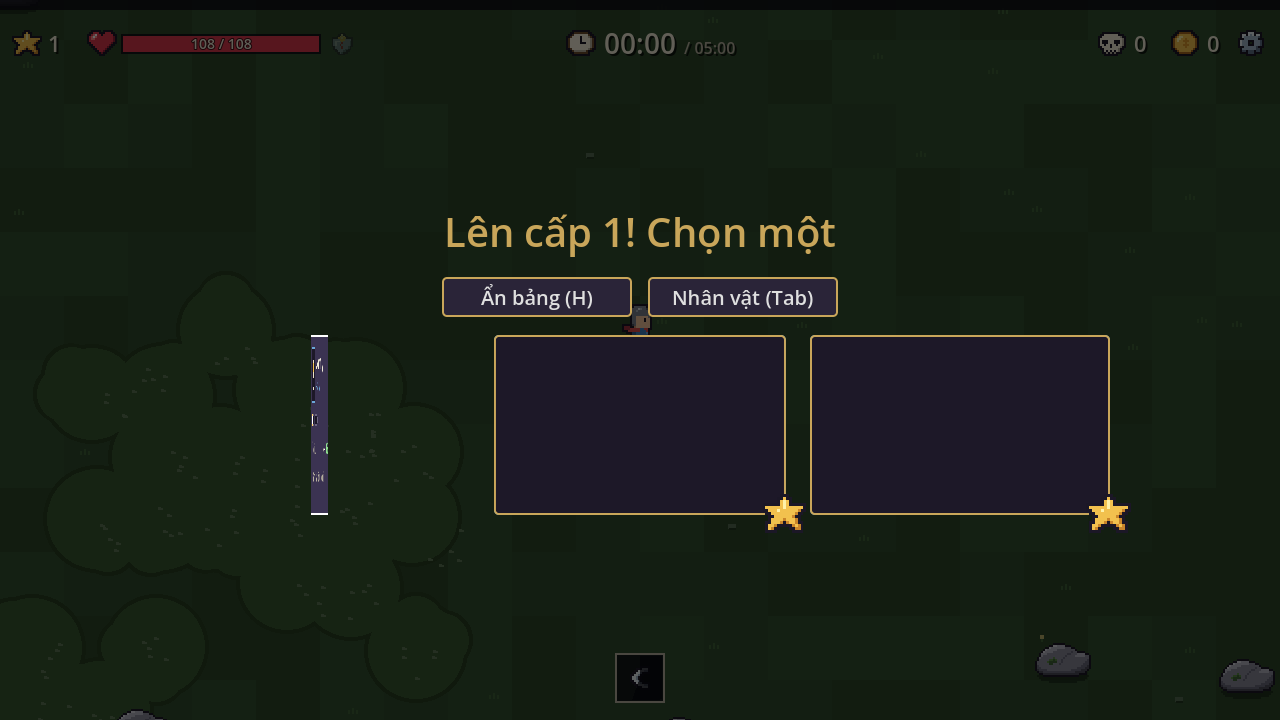 1
108 / 108
00:00 / 05:00
0
0
Lên cấp 1! Chọn một
Ẩn bảng (H)
Nhân vật (Tab)